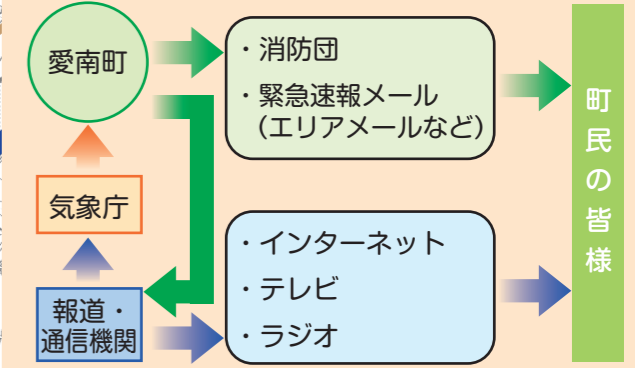 愛南町
・消防団
・緊急速報メール
(エリアメールなど)
気象庁
報道・
通信機関
・インターネット
・テレビ
・ラジオ
町民の皆様